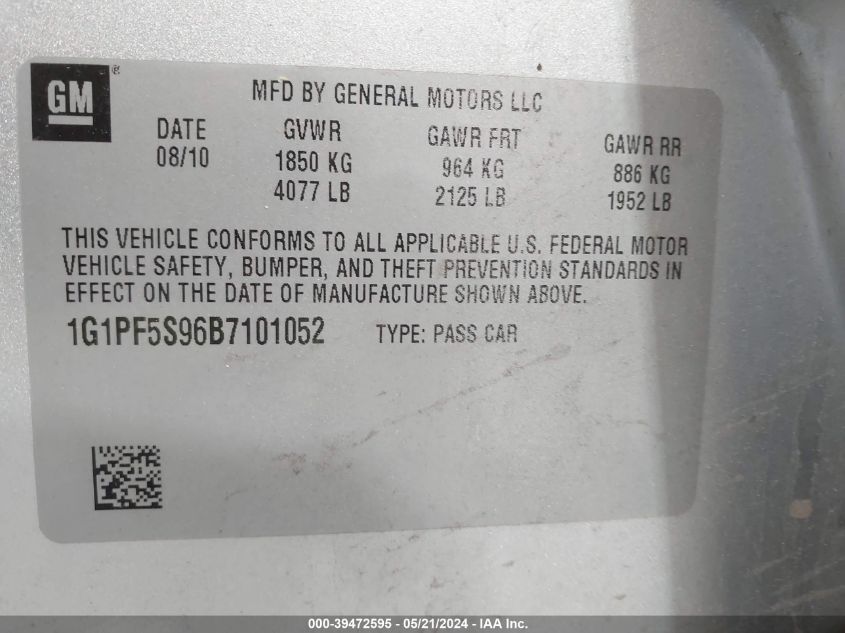 GM ®
MFD BY GENERAL MOTORS LLC
DATE GVWR GAWR FRT GAWR RR
08/10 1850 KG 964 KG 886 KG
4077 LB 2125 LB 1952 LB
THIS VEHICLE CONFORMS TO ALL APPLICABLE U.S. FEDERAL MOTOR
VEHICLE SAFETY, BUMPER, AND THEFT PREVENTION STANDARDS IN
EFFECT ON THE DATE OF MANUFACTURE SHOWN ABOVE.
1G1PF5S96B7101052 TYPE: PASS CAR
000-39472595 - 05/21/2024 - IAA Inc.